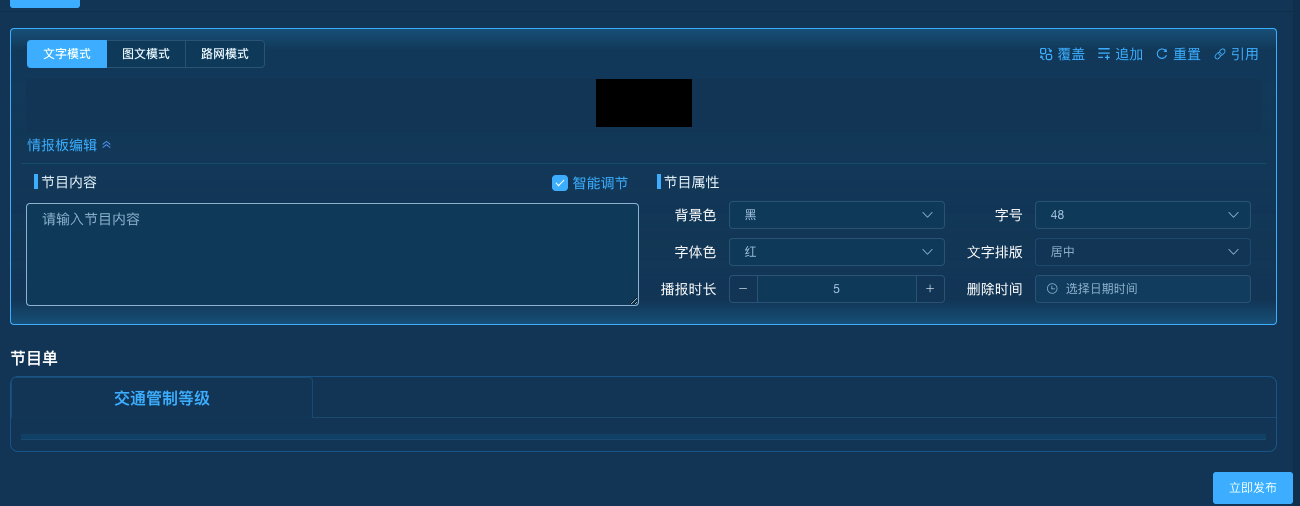 文字模式 图文模式 路网模式 覆盖 追加 重置 引用
情报板编辑
节目内容 智能调节 节目属性
请输入节目内容
背景色 黑 字号 48
字体色 红 文字排版 居中
播报时长 − 5 + 删除时间 选择日期时间
节目单
交通管制等级
立即发布